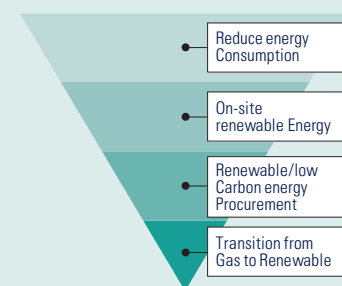 Reduce energy
Consumption
On-site
renewable Energy
Renewable/low
Carbon energy
Procurement
Transition from
Gas to Renewable